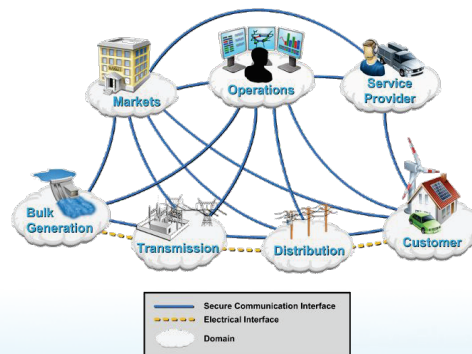 Markets
Operations
Service
Provider
Bulk
Generation
Transmission
Distribution
Customer
Secure Communication Interface
Electrical Interface
Domain